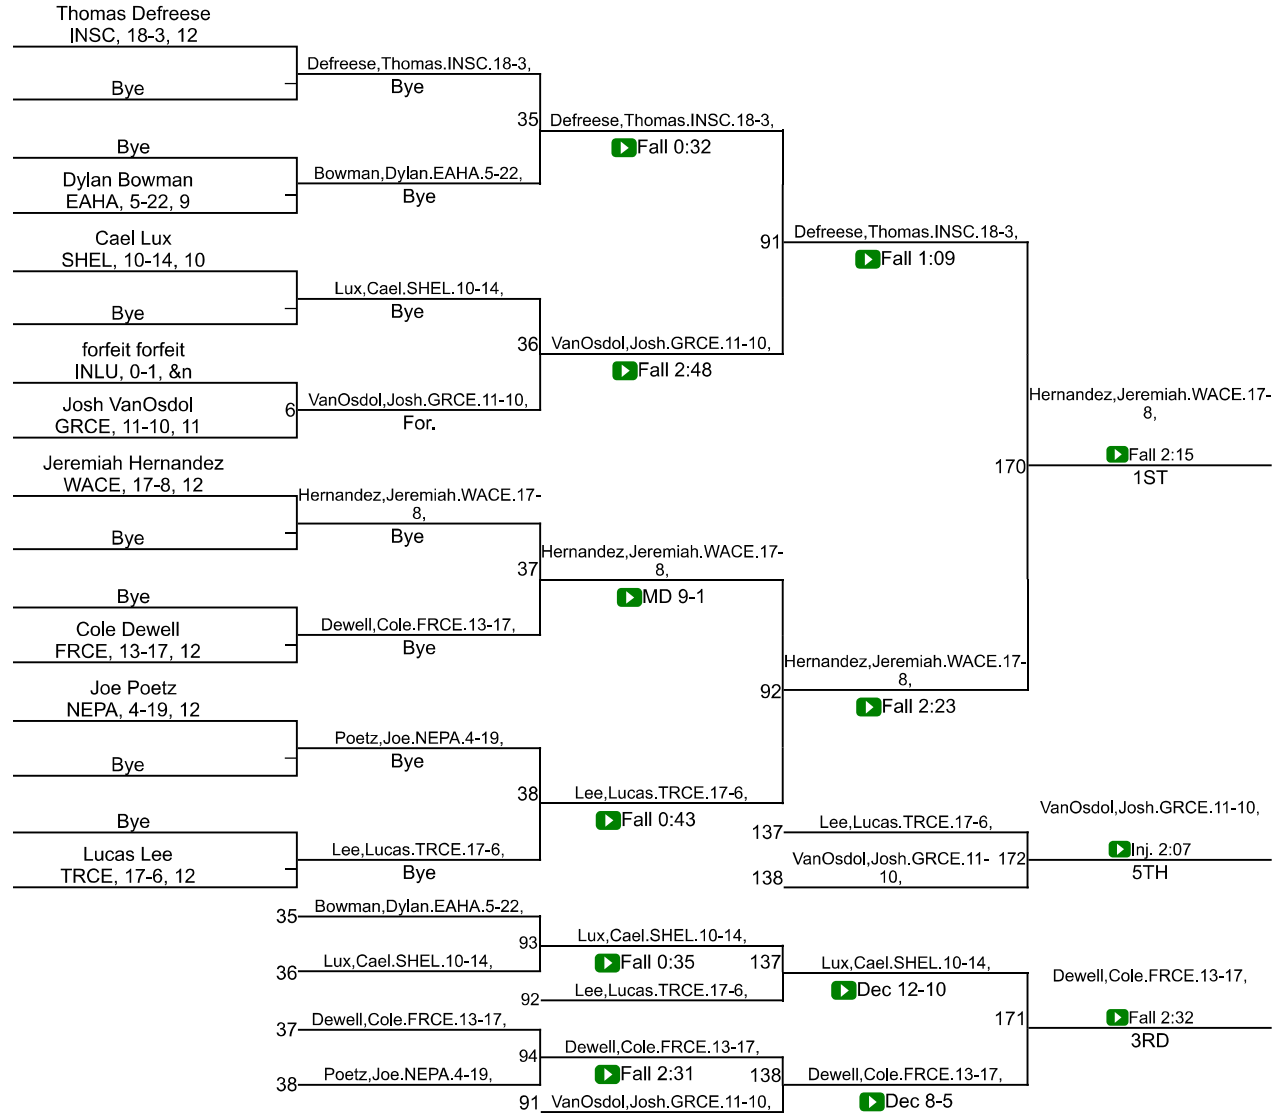 Thomas Defreese
INSC, 18-3, 12
Defreese,Thomas.INSC.18-3,
Bye
Bye
35
Defreese,Thomas.INSC.18-3,
Fall 0:32
Bye
Dylan Bowman
EAHA, 5-22, 9
Bowman,Dylan.EAHA.5-22,
Bye
91
Defreese,Thomas.INSC.18-3,
Fall 1:09
Cael Lux
SHEL, 10-14, 10
Lux,Cael.SHEL.10-14,
Bye
Bye
36
VanOsdol,Josh.GRCE.11-10,
Fall 2:48
forfeit forfeit
INLU, 0-1, &n
Josh VanOsdol
GRCE, 11-10, 11
6
VanOsdol,Josh.GRCE.11-10,
For.
170
Hernandez,Jeremiah.WACE.17-
8,
Fall 2:15
1ST
Jeremiah Hernandez
WACE, 17-8, 12
Hernandez,Jeremiah.WACE.17-
8,
Bye
Bye
37
Hernandez,Jeremiah.WACE.17-
8,
MD 9-1
Bye
Cole Dewell
FRCE, 13-17, 12
Dewell,Cole.FRCE.13-17,
Bye
92
Hernandez,Jeremiah.WACE.17-
8,
Fall 2:23
Joe Poetz
NEPA, 4-19, 12
Poetz,Joe.NEPA.4-19,
Bye
Bye
38
Lee,Lucas.TRCE.17-6,
Fall 0:43
Bye
Lucas Lee
TRCE, 17-6, 12
Lee,Lucas.TRCE.17-6,
Bye
137
Lee,Lucas.TRCE.17-6,
138
VanOsdol,Josh.GRCE.11-
10,
172
VanOsdol,Josh.GRCE.11-10,
Inj. 2:07
5TH
35
Bowman,Dylan.EAHA.5-22,
36
Lux,Cael.SHEL.10-14,
93
Lux,Cael.SHEL.10-14,
Fall 0:35
92
Lee,Lucas.TRCE.17-6,
137
Lux,Cael.SHEL.10-14,
Dec 12-10
37
Dewell,Cole.FRCE.13-17,
38
Poetz,Joe.NEPA.4-19,
94
Dewell,Cole.FRCE.13-17,
Fall 2:31
91
VanOsdol,Josh.GRCE.11-10,
138
Dewell,Cole.FRCE.13-17,
Dec 8-5
171
Dewell,Cole.FRCE.13-17,
Fall 2:32
3RD